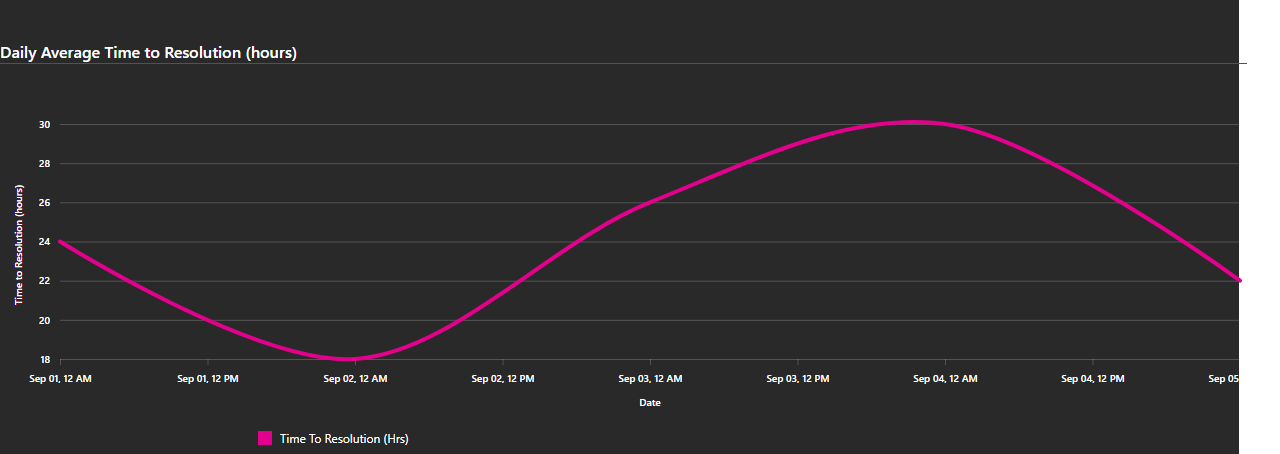 Daily Average Time to Resolution (hours)
30
28
26
24
22
20
18
Time to Resolution (hours)
Sep 01, 12 AM Sep 01, 12 PM Sep 02, 12 AM Sep 02, 12 PM Sep 03, 12 AM Sep 03, 12 PM Sep 04, 12 AM Sep 04, 12 PM Sep 05
Date
Time To Resolution (Hrs)